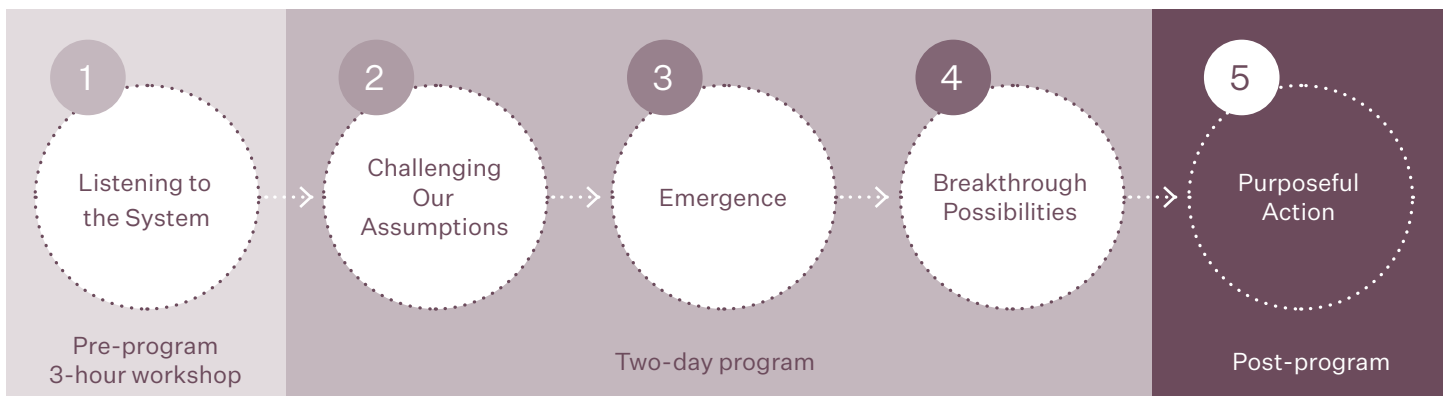 1
Listening to
the System
2
Challenging
Our
Assumptions
3
Emergence
4
Breakthrough
Possibilities
5
Purposeful
Action
Pre-program
3-hour workshop
Two-day program
Post-program